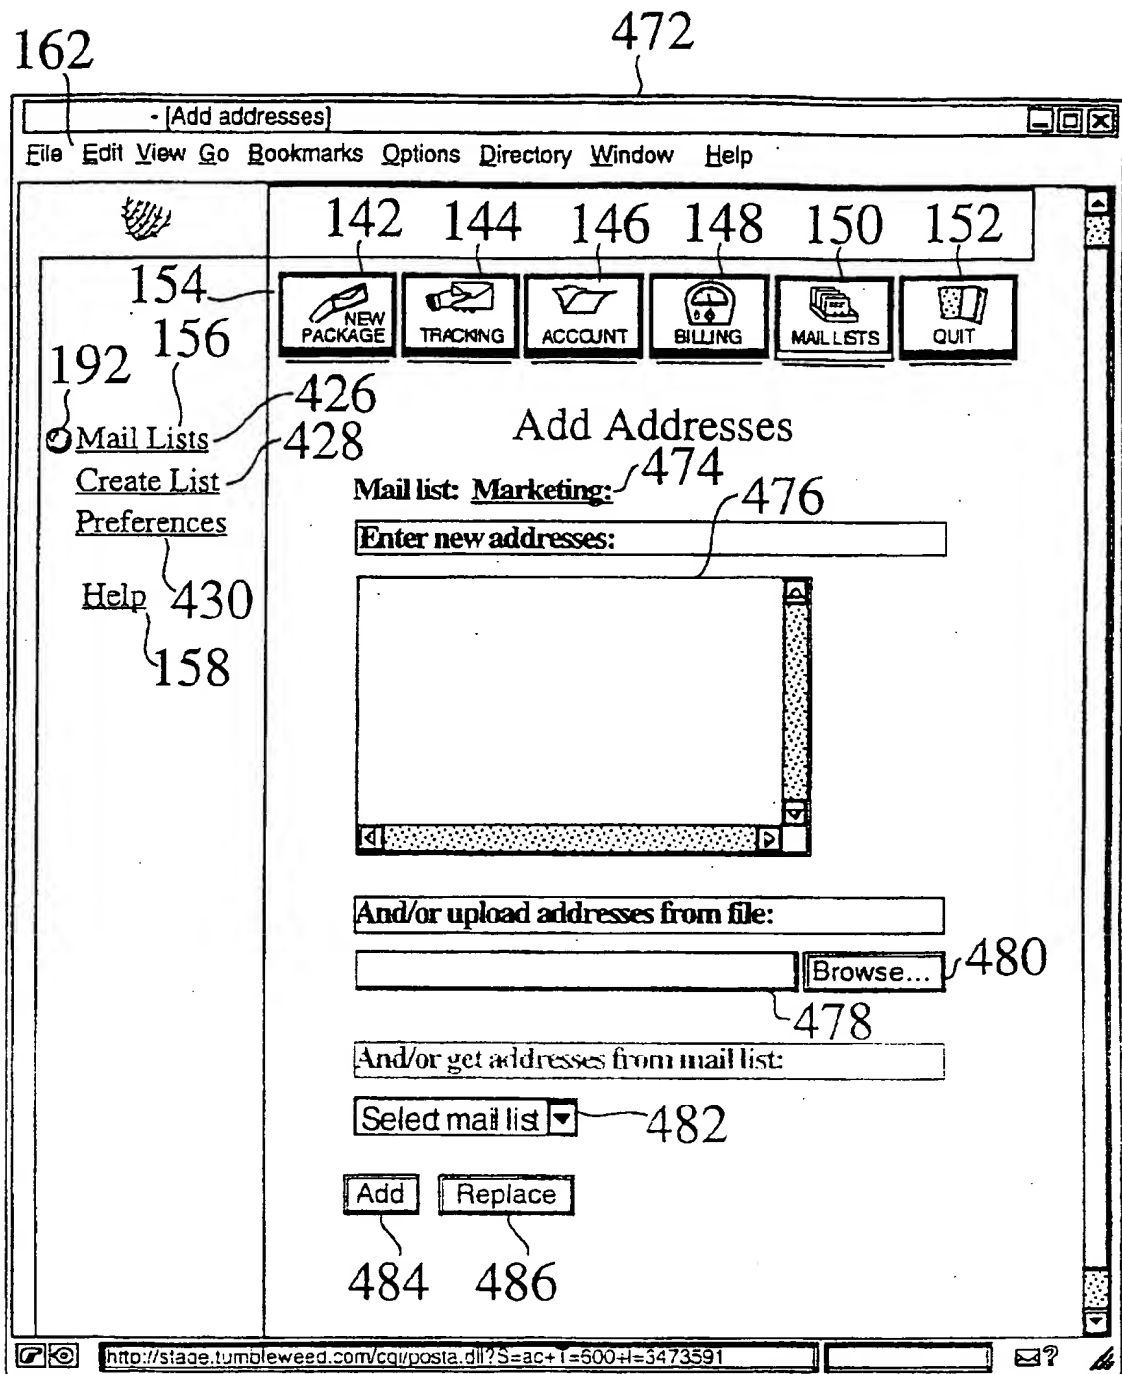 472
162
- [Add addresses]
File Edit View Go Bookmarks Options Directory Window Help
142 144 146 148 150 152
154
NEW PACKAGE TRACKING ACCOUNT BILLING MAIL LISTS QUIT
156
192
426
Mail Lists
Add Addresses
428
Create List
474
Mail list: Marketing:
476
Preferences
Enter new addresses:
Help 430
158
And/or upload addresses from file:
Browse... 480
478
And/or get addresses from mail list:
Select mail list 482
Add Replace
484 486
http://stage.tumbleweed.com/cgi/posta.dll?S=ac+1=600+I=3473591
?